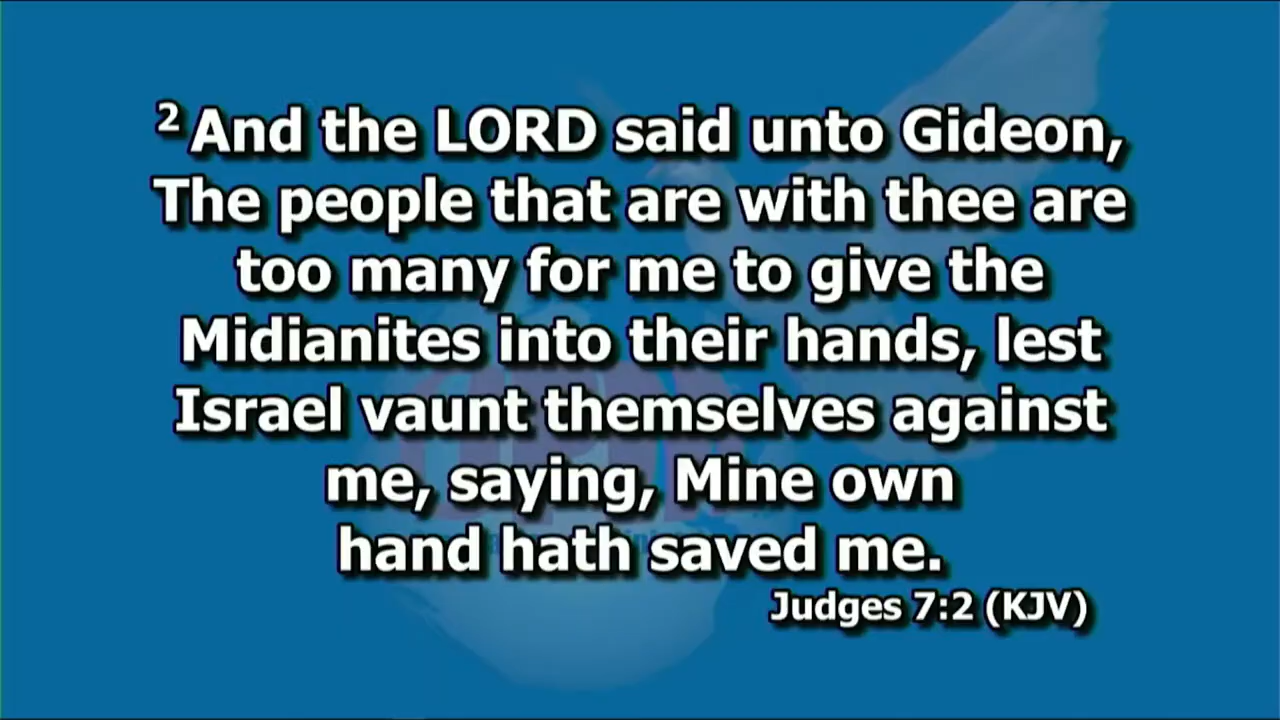 2 And the LORD said unto Gideon,
The people that are with thee are
too many for me to give the
Midianites into their hands, lest
Israel vaunt themselves against
me, saying, Mine own
hand hath saved me.
Judges 7:2 (KJV)